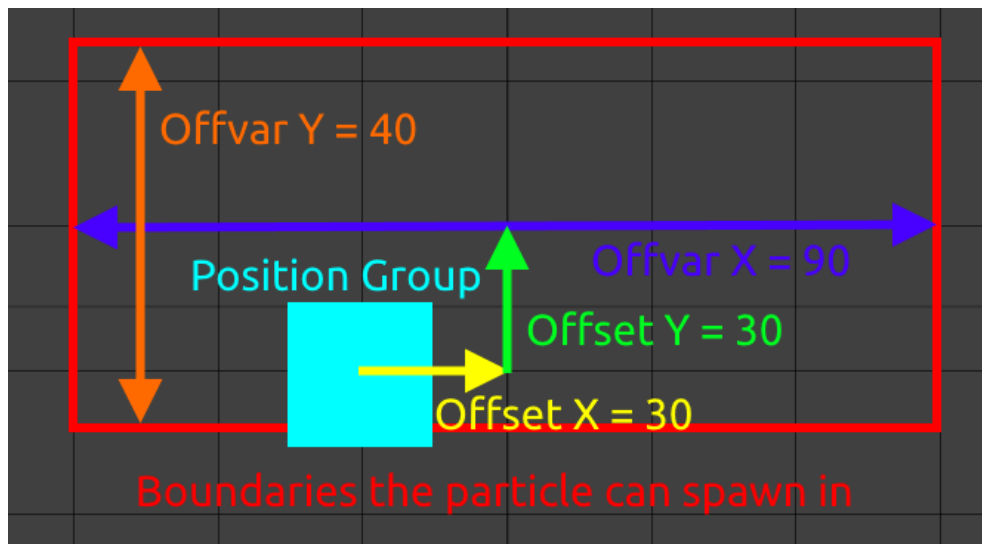 Offvar Y = 40
Offvar X = 90
Position Group
Offset Y = 30
Offset X = 30
Boundaries the particle can spawn in